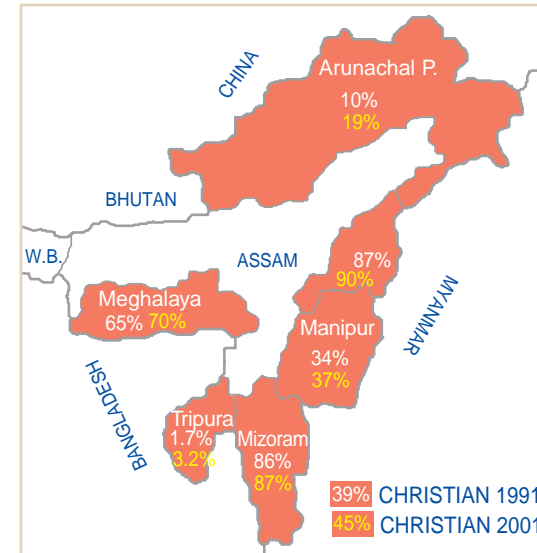 CHINA
Arunachal P.
10%
19%
BHUTAN
W.B.
ASSAM
87%
90%
MYANMAR
Meghalaya
65% 70%
Manipur
34%
37%
BANGLADESH
Tripura
1.7%
3.2%
Mizoram
86%
87%
39% CHRISTIAN 1991
45% CHRISTIAN 2001